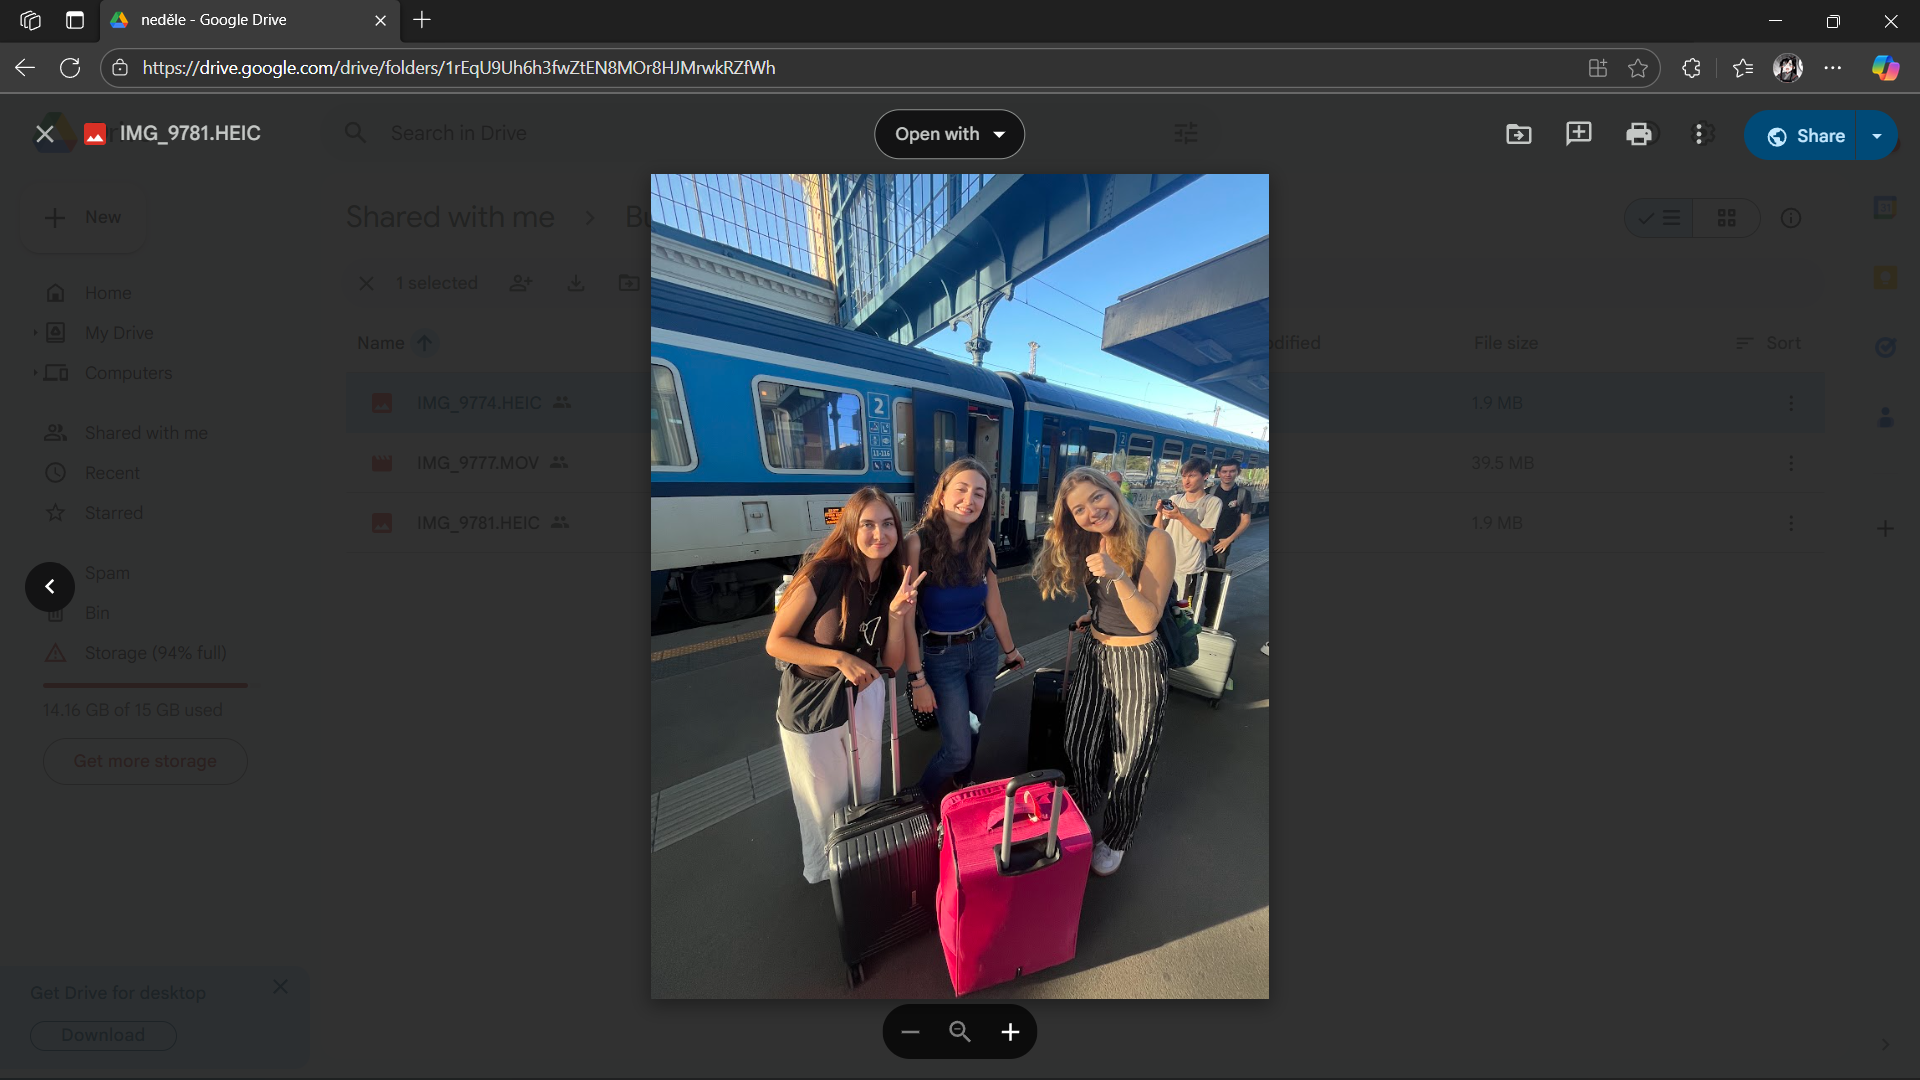 neděle - Google Drive
https://drive.google.com/drive/folders/1rEqU9Uh6h3fwZtEN8MOr8HJMrwkRZfWh
IMG_9781.HEIC
Search in Drive
Open with
Share
New
Shared with me
1 selected
Home
My Drive
Computers
Shared with me
Recent
Starred
Spam
Bin
Storage (94% full)
14.16 GB of 15 GB used
Get more storage
Name
File size
Sort
IMG_9774.HEIC
1.9 MB
IMG_9777.MOV
39.5 MB
IMG_9781.HEIC
1.9 MB
2
Get Drive for desktop
Download